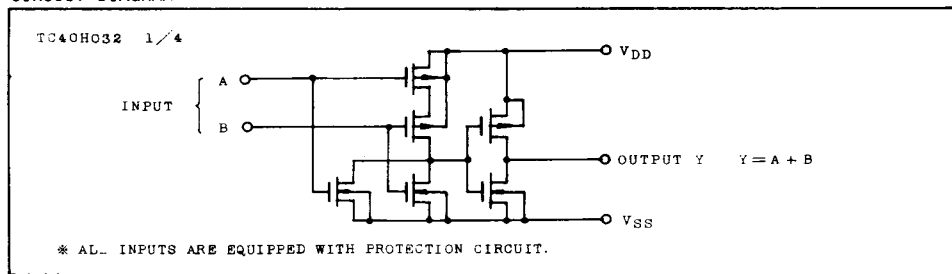 TC40H032 1/4
VDD
A
INPUT
B
OUTPUT Y Y=A+B
VSS
※ AL_ INPUTS ARE EQUIPPED WITH PROTECTION CIRCUIT.